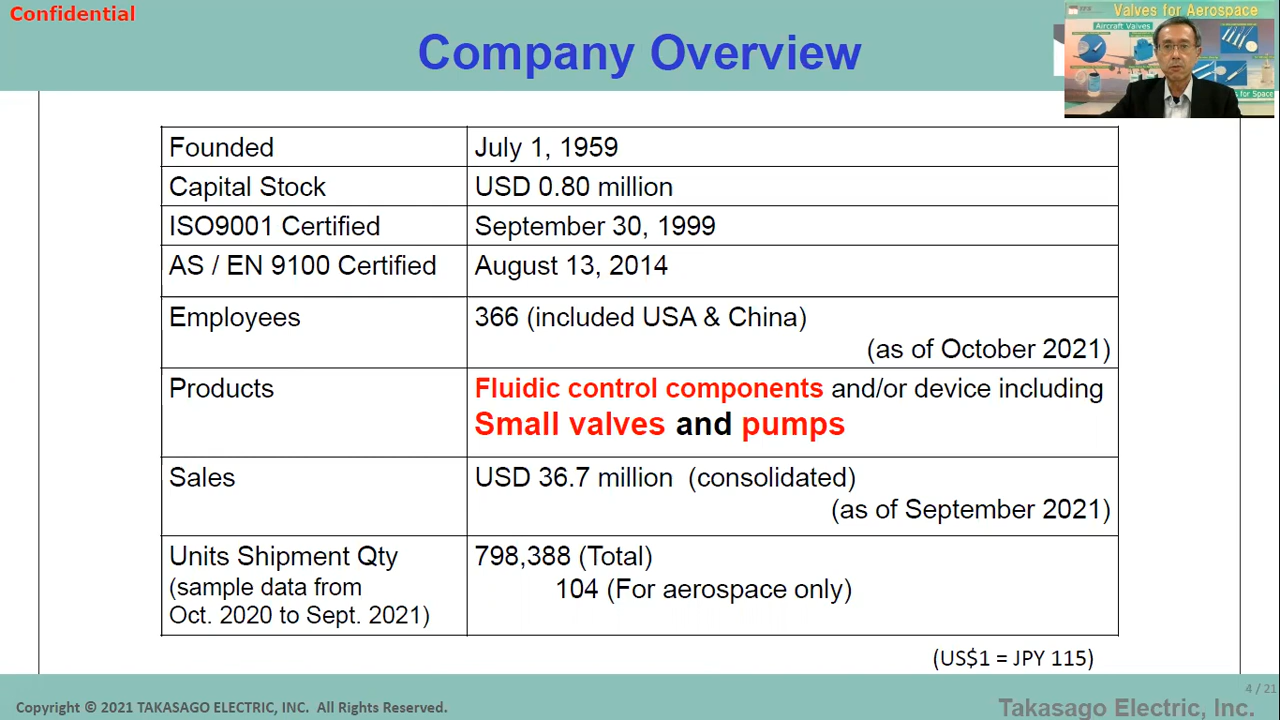 Confidential
Company Overview
Valves for Aerospace
Aircraft Valves
Founded
July 1, 1959
Capital Stock
USD 0.80 million
ISO9001 Certified
September 30, 1999
AS / EN 9100 Certified
August 13, 2014
Employees
366 (included USA & China)
(as of October 2021)
Products
Fluidic control components and/or device including
Small valves and pumps
Sales
USD 36.7 million (consolidated)
(as of September 2021)
Units Shipment Qty
(sample data from
Oct. 2020 to Sept. 2021)
798,388 (Total)
104 (For aerospace only)
(US$1 = JPY 115)
4 / 21
Copyright © 2021 TAKASAGO ELECTRIC, INC. All Rights Reserved.
Takasago Electric, Inc.